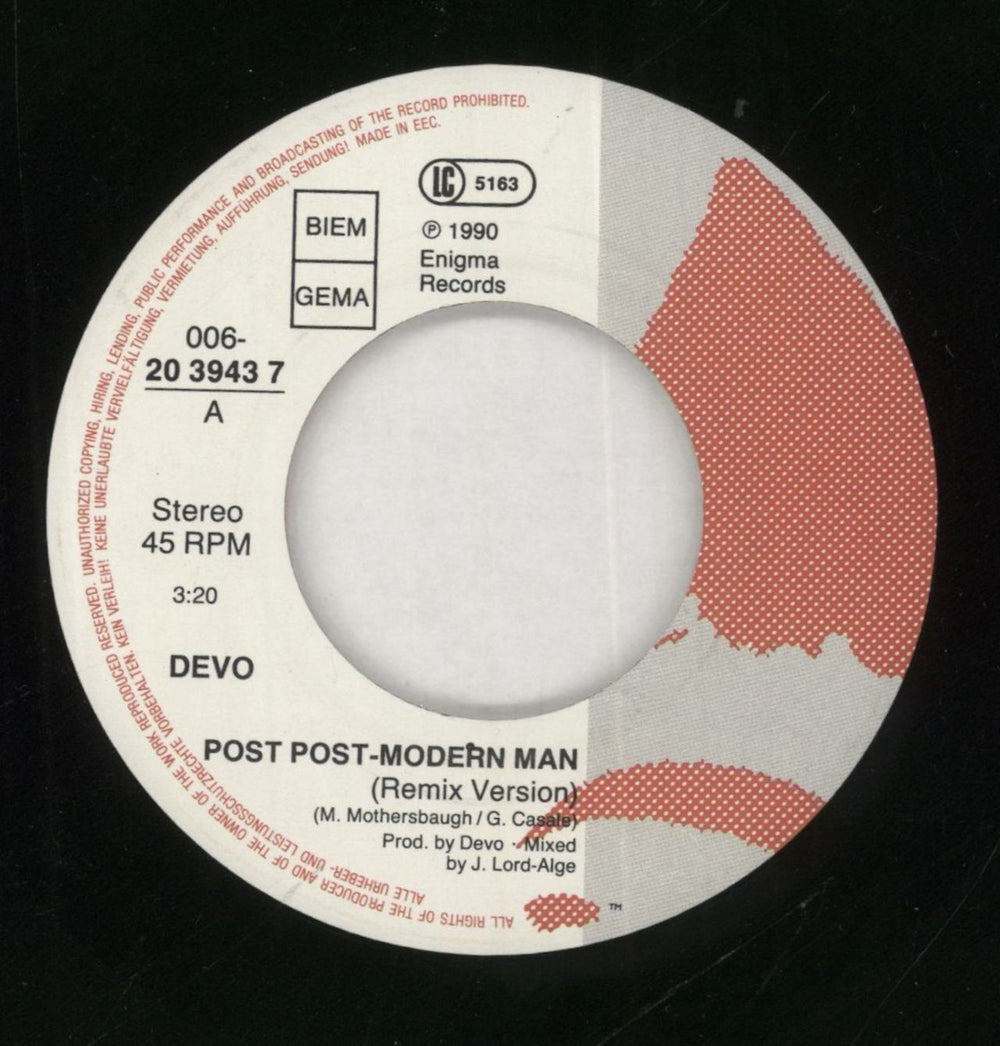 ALL RIGHTS OF THE PRODUCER AND OF THE OWNER OF THE WORK REPRODUCED RESERVED. UNAUTHORIZED COPYING, HIRING, LENDING, PUBLIC PERFORMANCE AND BROADCASTING OF THE RECORD PROHIBITED.
ALLE URHEBER- UND LEISTUNGSSCHUTZRECHTE VORBEHALTEN. KEIN VERLEIH! KEINE UNERLAUBTE VERVIELFÄLTIGUNG, VERMIETUNG, AUFFÜHRUNG, SENDUNG! MADE IN EEC.
LC 5163
BIEM
GEMA
℗ 1990
Enigma
Records
006-
20 3943 7
A
Stereo
45 RPM
3:20
DEVO
POST POST-MODERN MAN
(Remix Version)
(M. Mothersbaugh / G. Casale)
Prod. by Devo · Mixed
by J. Lord-Alge
TM